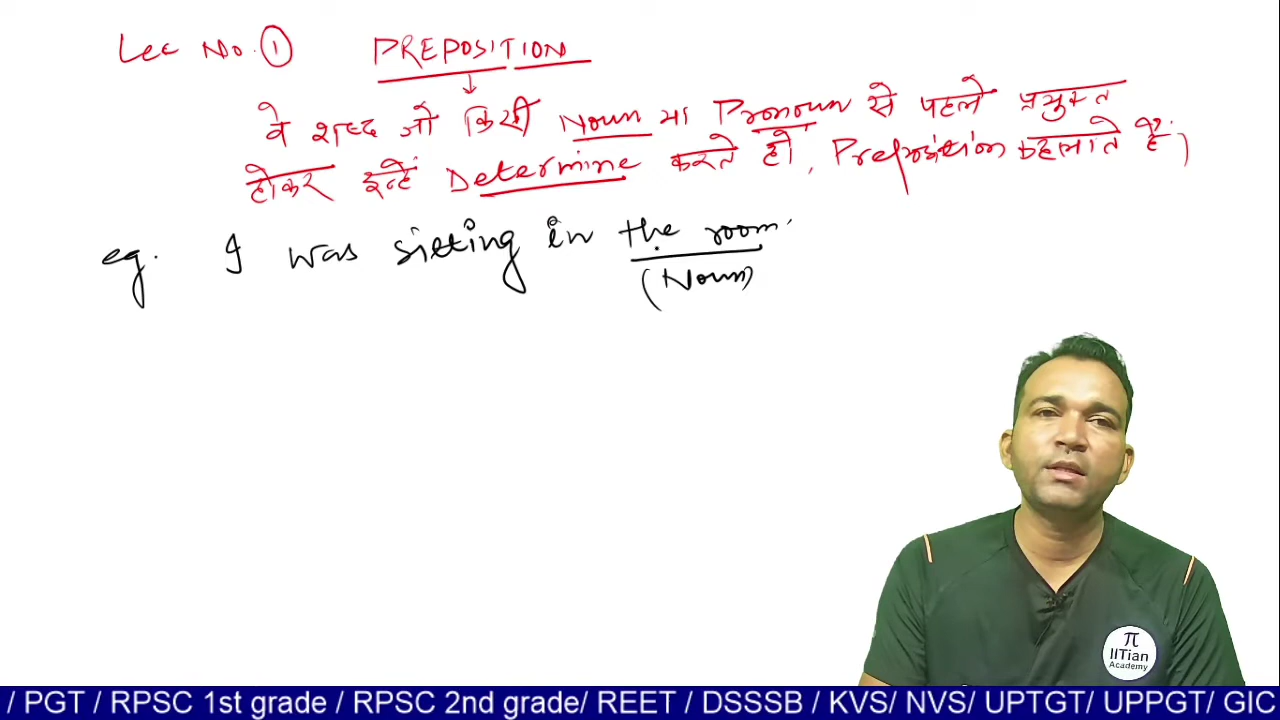 Lec No. ① PREPOSITION
वे शब्द जो किसी Noun या Pronoun से पहले प्रयुक्त
होकर इन्हें Determine करते हों, Preposition कहलाते है।
eg. I was sitting in the room.
(Noun)
π
IITian
Academy
/ PGT / RPSC 1st grade / RPSC 2nd grade/ REET / DSSSB / KVS/ NVS/ UPTGT/ UPPGT/ GIC